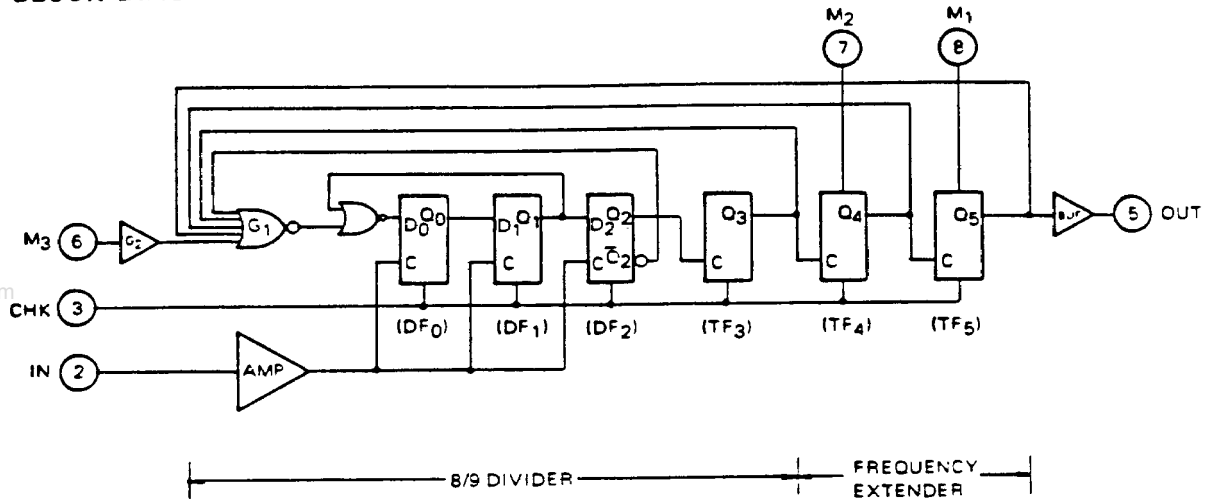 M2
M1
7
8
M3
6
G2
G1
D0
Q0
D1
Q1
D2
Q2
Q3
Q4
Q5
BUF
5
OUT
C
C
C
C̅2
C
C
C
CHK
3
(DF0)
(DF1)
(DF2)
(TF3)
(TF4)
(TF5)
IN
2
AMP
8/9 DIVIDER
FREQUENCY
EXTENDER